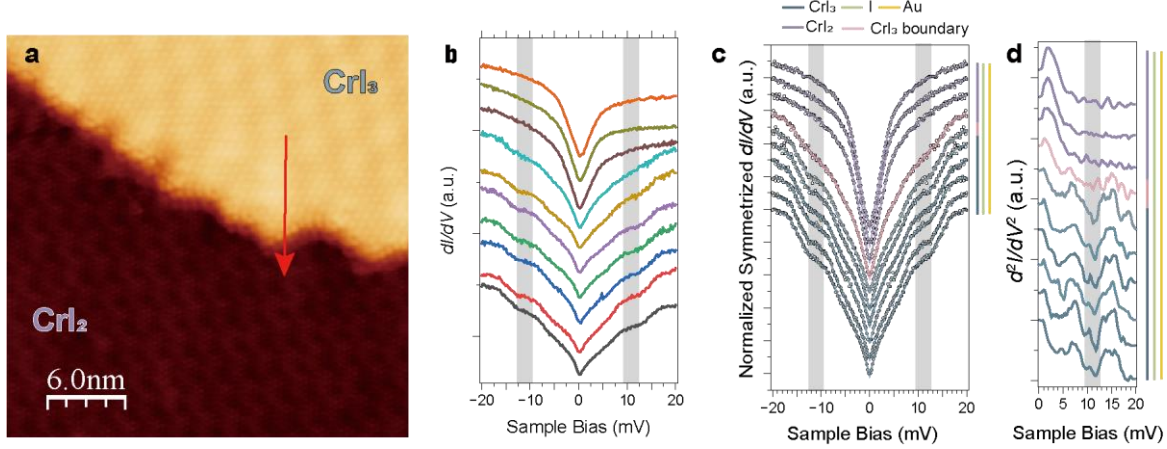 a
CrI₃
CrI₂
6.0nm
b
dI/dV (a.u.)
−20 −10 0 10 20
Sample Bias (mV)
CrI₃ I Au
CrI₂ CrI₃ boundary
c
Normalized Symmetrized dI/dV (a.u.)
−20 −10 0 10 20
Sample Bias (mV)
d
d²I/dV² (a.u.)
0 5 10 15 20
Sample Bias (mV)